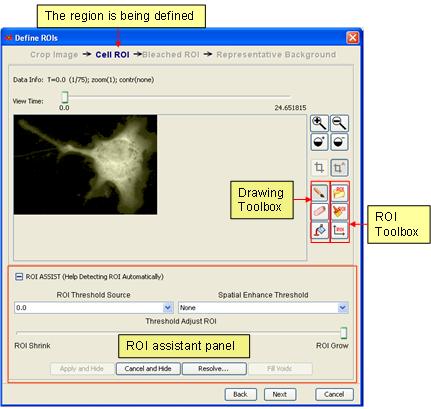 The region is being defined
Define ROIs
Crop Image → Cell ROI → Bleached ROI → Representative Background
Data Info: T=0.0 (1/75); zoom(1); contr(none)
View Time:
0.0 24.651815
Drawing Toolbox
ROI
ROI
ROI
ROI Toolbox
ROI ASSIST (Help Detecting ROI Automatically)
ROI Threshold Source Spatial Enhance Threshold
0.0 None
Threshold Adjust ROI
ROI Shrink ROI assistant panel ROI Grow
Apply and Hide Cancel and Hide Resolve... Fill Voids
Back Next Cancel